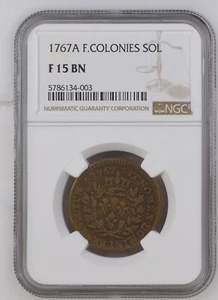 1767A F.COLONIES SOL
F 15 BN
5786134-003
NGC
NUMISMATIC GUARANTY CORPORATION